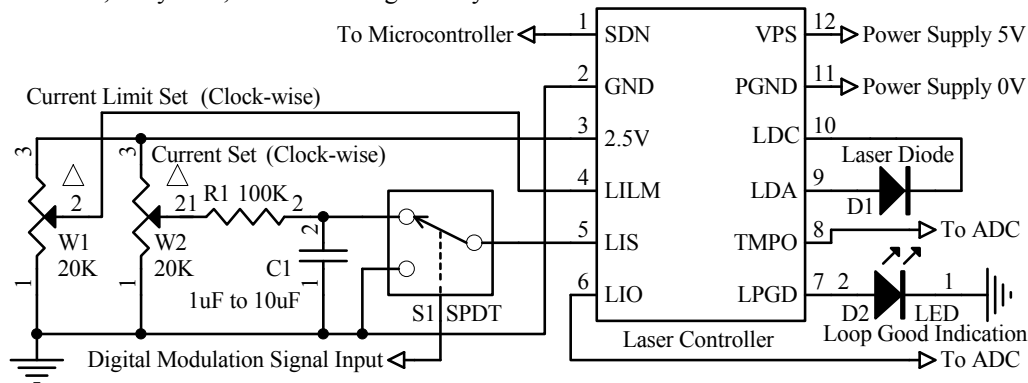 To Microcontroller
1
SDN
VPS
12
Power Supply 5V
2
GND
PGND
11
Power Supply 0V
Current Limit Set (Clock-wise)
3
2.5V
LDC
10
3
3
Current Set (Clock-wise)
Laser Diode
4
LILM
LDA
9
D1
2
21
R1 100K
2
W1
20K
W2
20K
2
C1
1
1uF to 10uF
5
LIS
TMPO
8
To ADC
6
LIO
LPGD
7
2
1
D2
LED
1
1
S1 SPDT
Laser Controller
Loop Good Indication
Digital Modulation Signal Input
To ADC